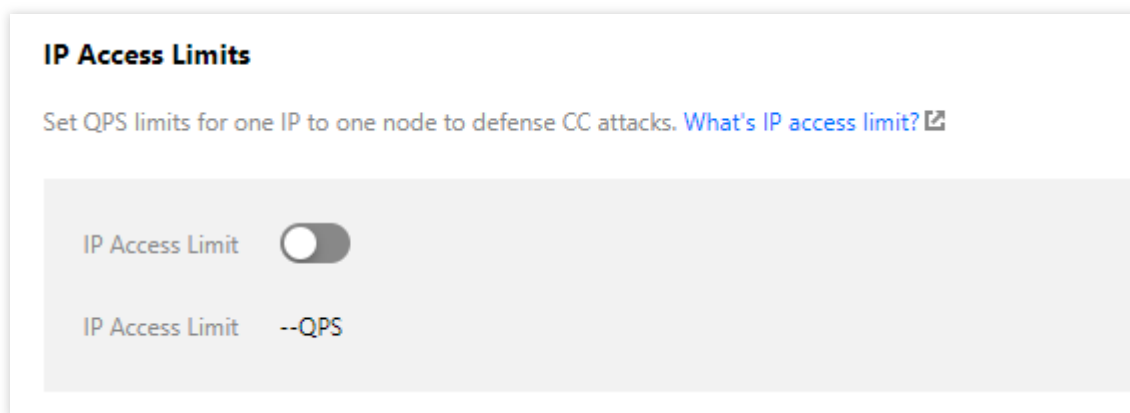 IP Access Limits
Set QPS limits for one IP to one node to defense CC attacks. What's IP access limit?
IP Access Limit
IP Access Limit --QPS